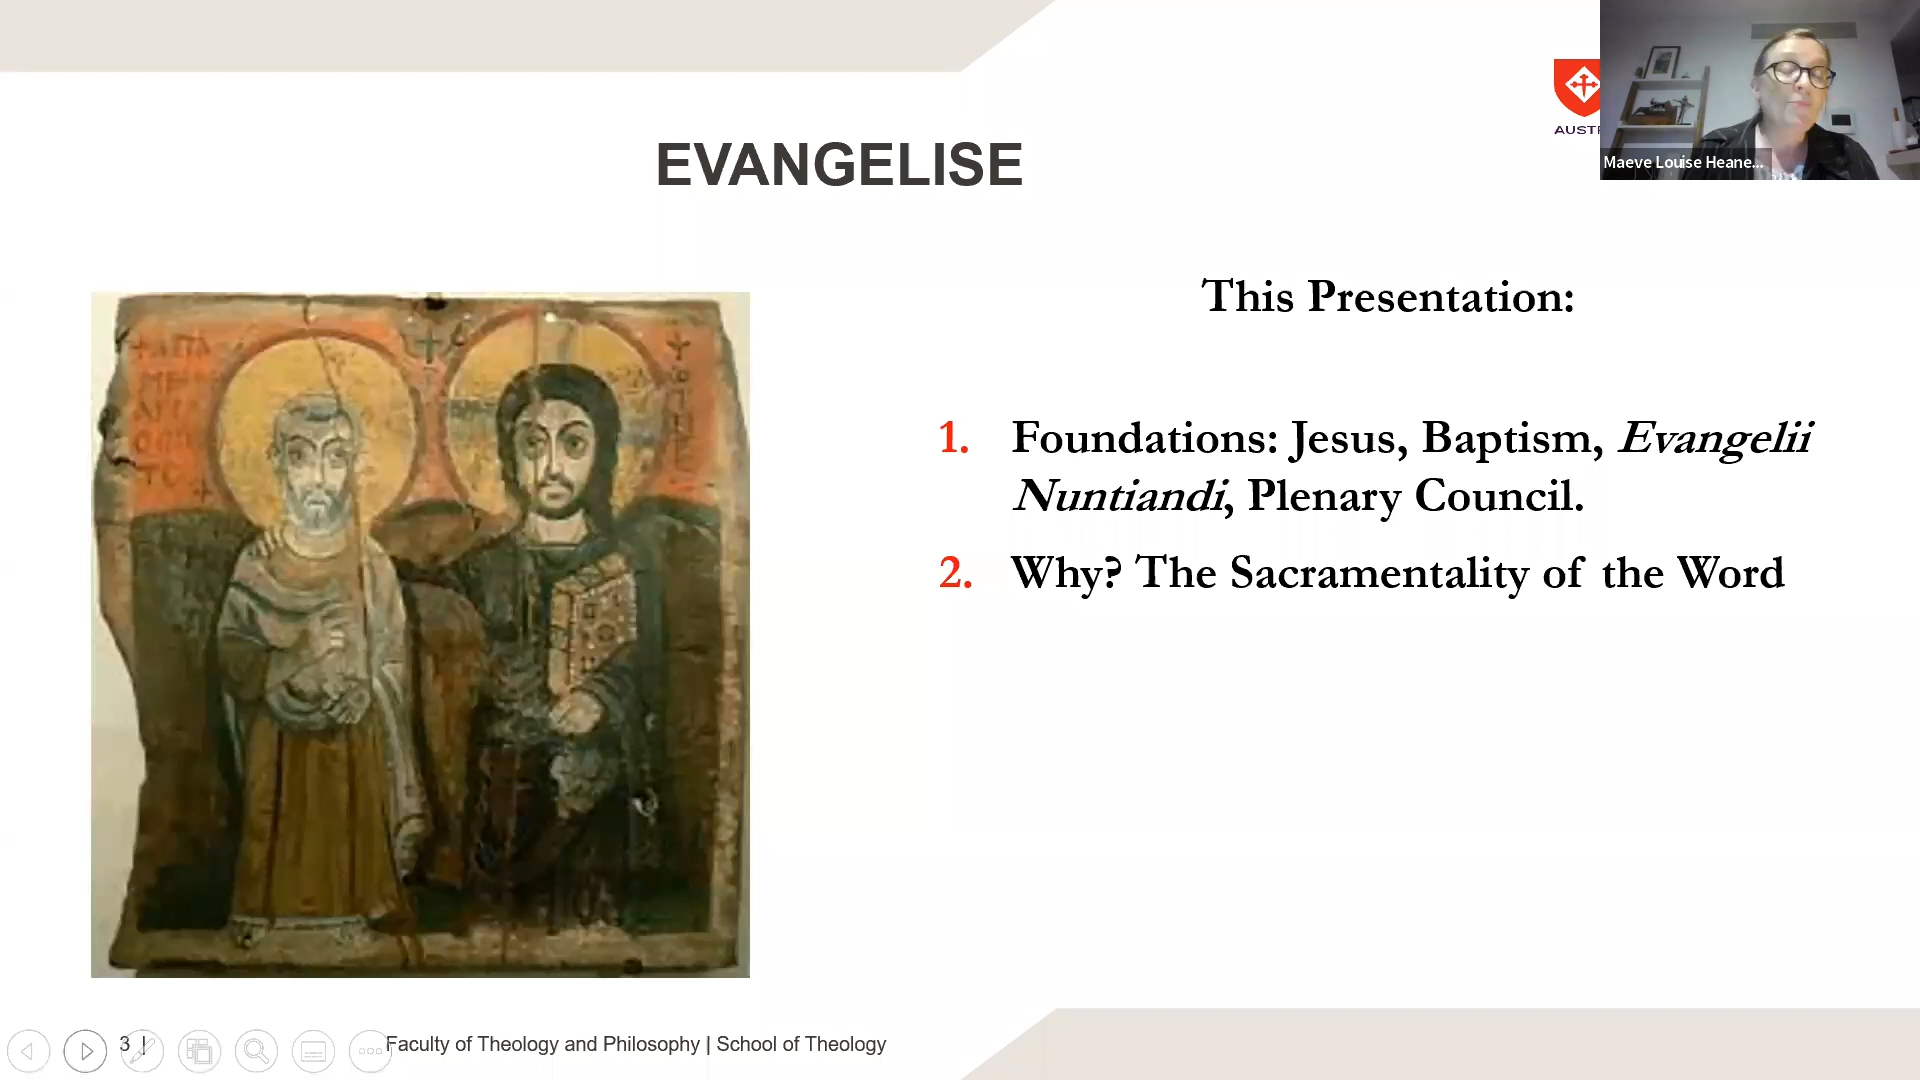 EVANGELISE
AUST
Maeve Louise Heane...
This Presentation:
1. Foundations: Jesus, Baptism, Evangelii
Nuntiandi, Plenary Council.
2. Why? The Sacramentality of the Word
3 |
Faculty of Theology and Philosophy | School of Theology